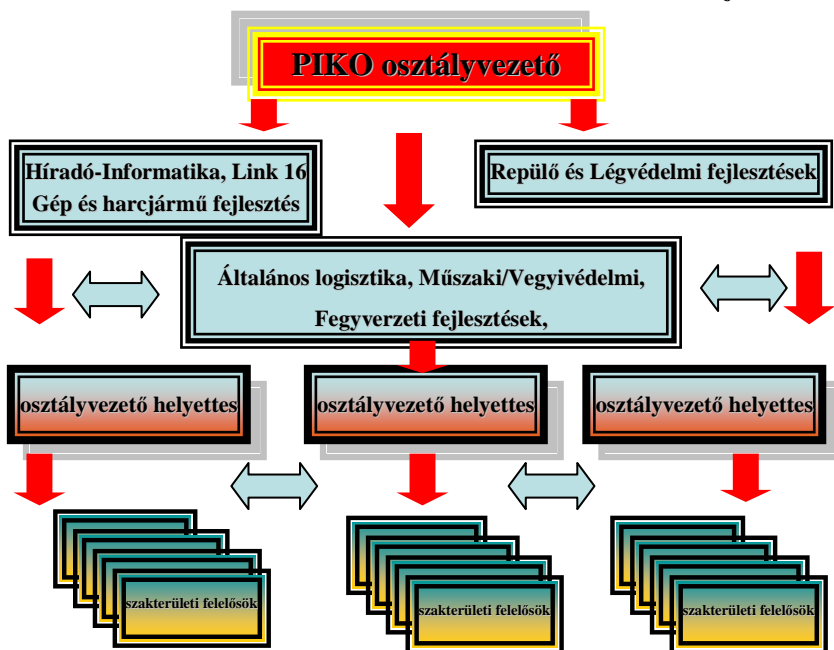 PIKO osztályvezető
Híradó-Informatika, Link 16
Gép és harcjármű fejlesztés
Repülő és Légvédelmi fejlesztések
Általános logisztika, Műszaki/Vegyivédelmi,
Fegyverzeti fejlesztések,
osztályvezető helyettes
osztályvezető helyettes
osztályvezető helyettes
szakterületi felelősök
szakterületi felelősök
szakterületi felelősök